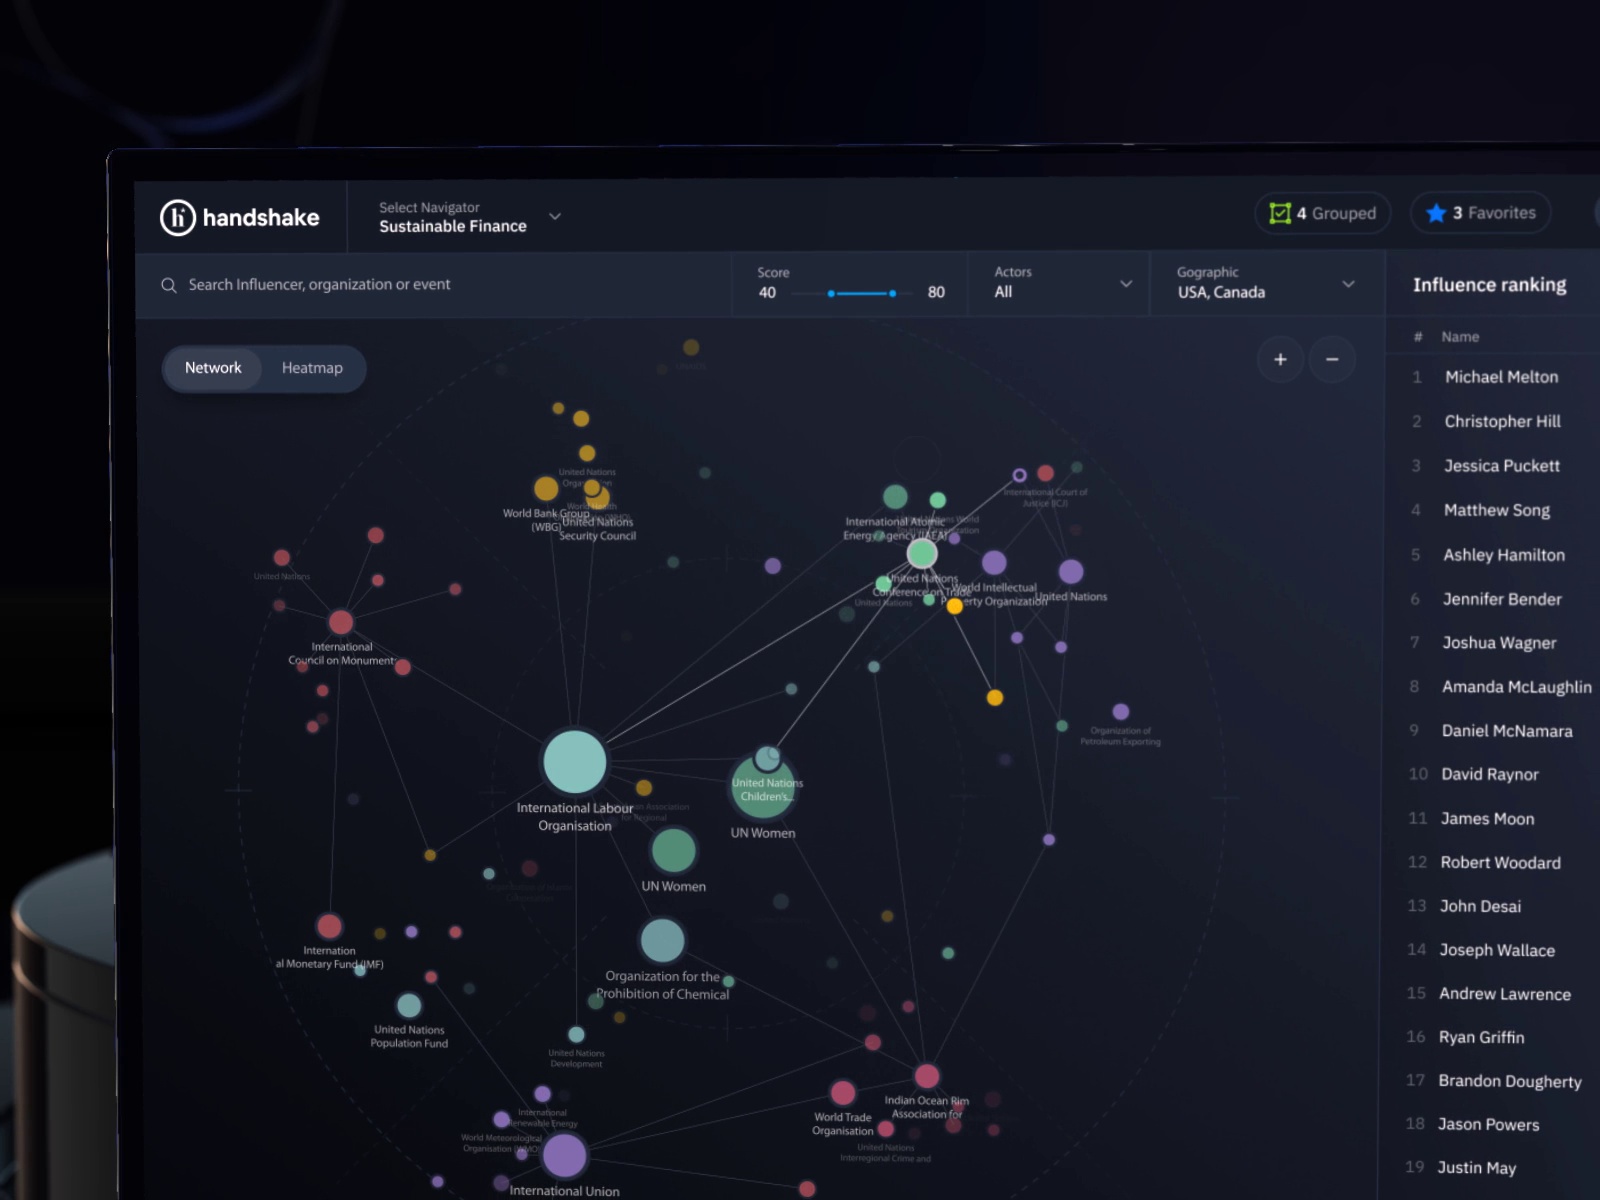 handshake
Select Navigator
Sustainable Finance
4 Grouped
3 Favorites
Search Influencer, organization or event
Score
40
80
Actors
All
Gographic
USA, Canada
Influence ranking
# Name
Network
Heatmap
+
−
1 Michael Melton
2 Christopher Hill
3 Jessica Puckett
4 Matthew Song
5 Ashley Hamilton
6 Jennifer Bender
7 Joshua Wagner
8 Amanda McLaughlin
9 Daniel McNamara
10 David Raynor
11 James Moon
12 Robert Woodard
13 John Desai
14 Joseph Wallace
15 Andrew Lawrence
16 Ryan Griffin
17 Brandon Dougherty
18 Jason Powers
19 Justin May
United Nations
World Bank Group
(WBG)
United Nations
Security Council
International Court of
Justice (ICJ)
International Atomic
Energy Agency (IAEA)
United Nations
Conference on Trade
World Intellectual
Property Organization
United Nations
United Nations
United Nations
International
Council on Monument
Organization of
Petroleum Exporting
United Nations
Children's...
UN Women
International Labour
Organisation
for Regional
UN Women
Internation
al Monetary Fund (IMF)
Organization for the
Prohibition of Chemical
United Nations
Population Fund
United Nations
Development
International
Renewable Energy
World Meteorological
Organisation (WMO)
International Union
World Trade
Organisation
Indian Ocean Rim
Association for
United Nations
Interregional Crime and